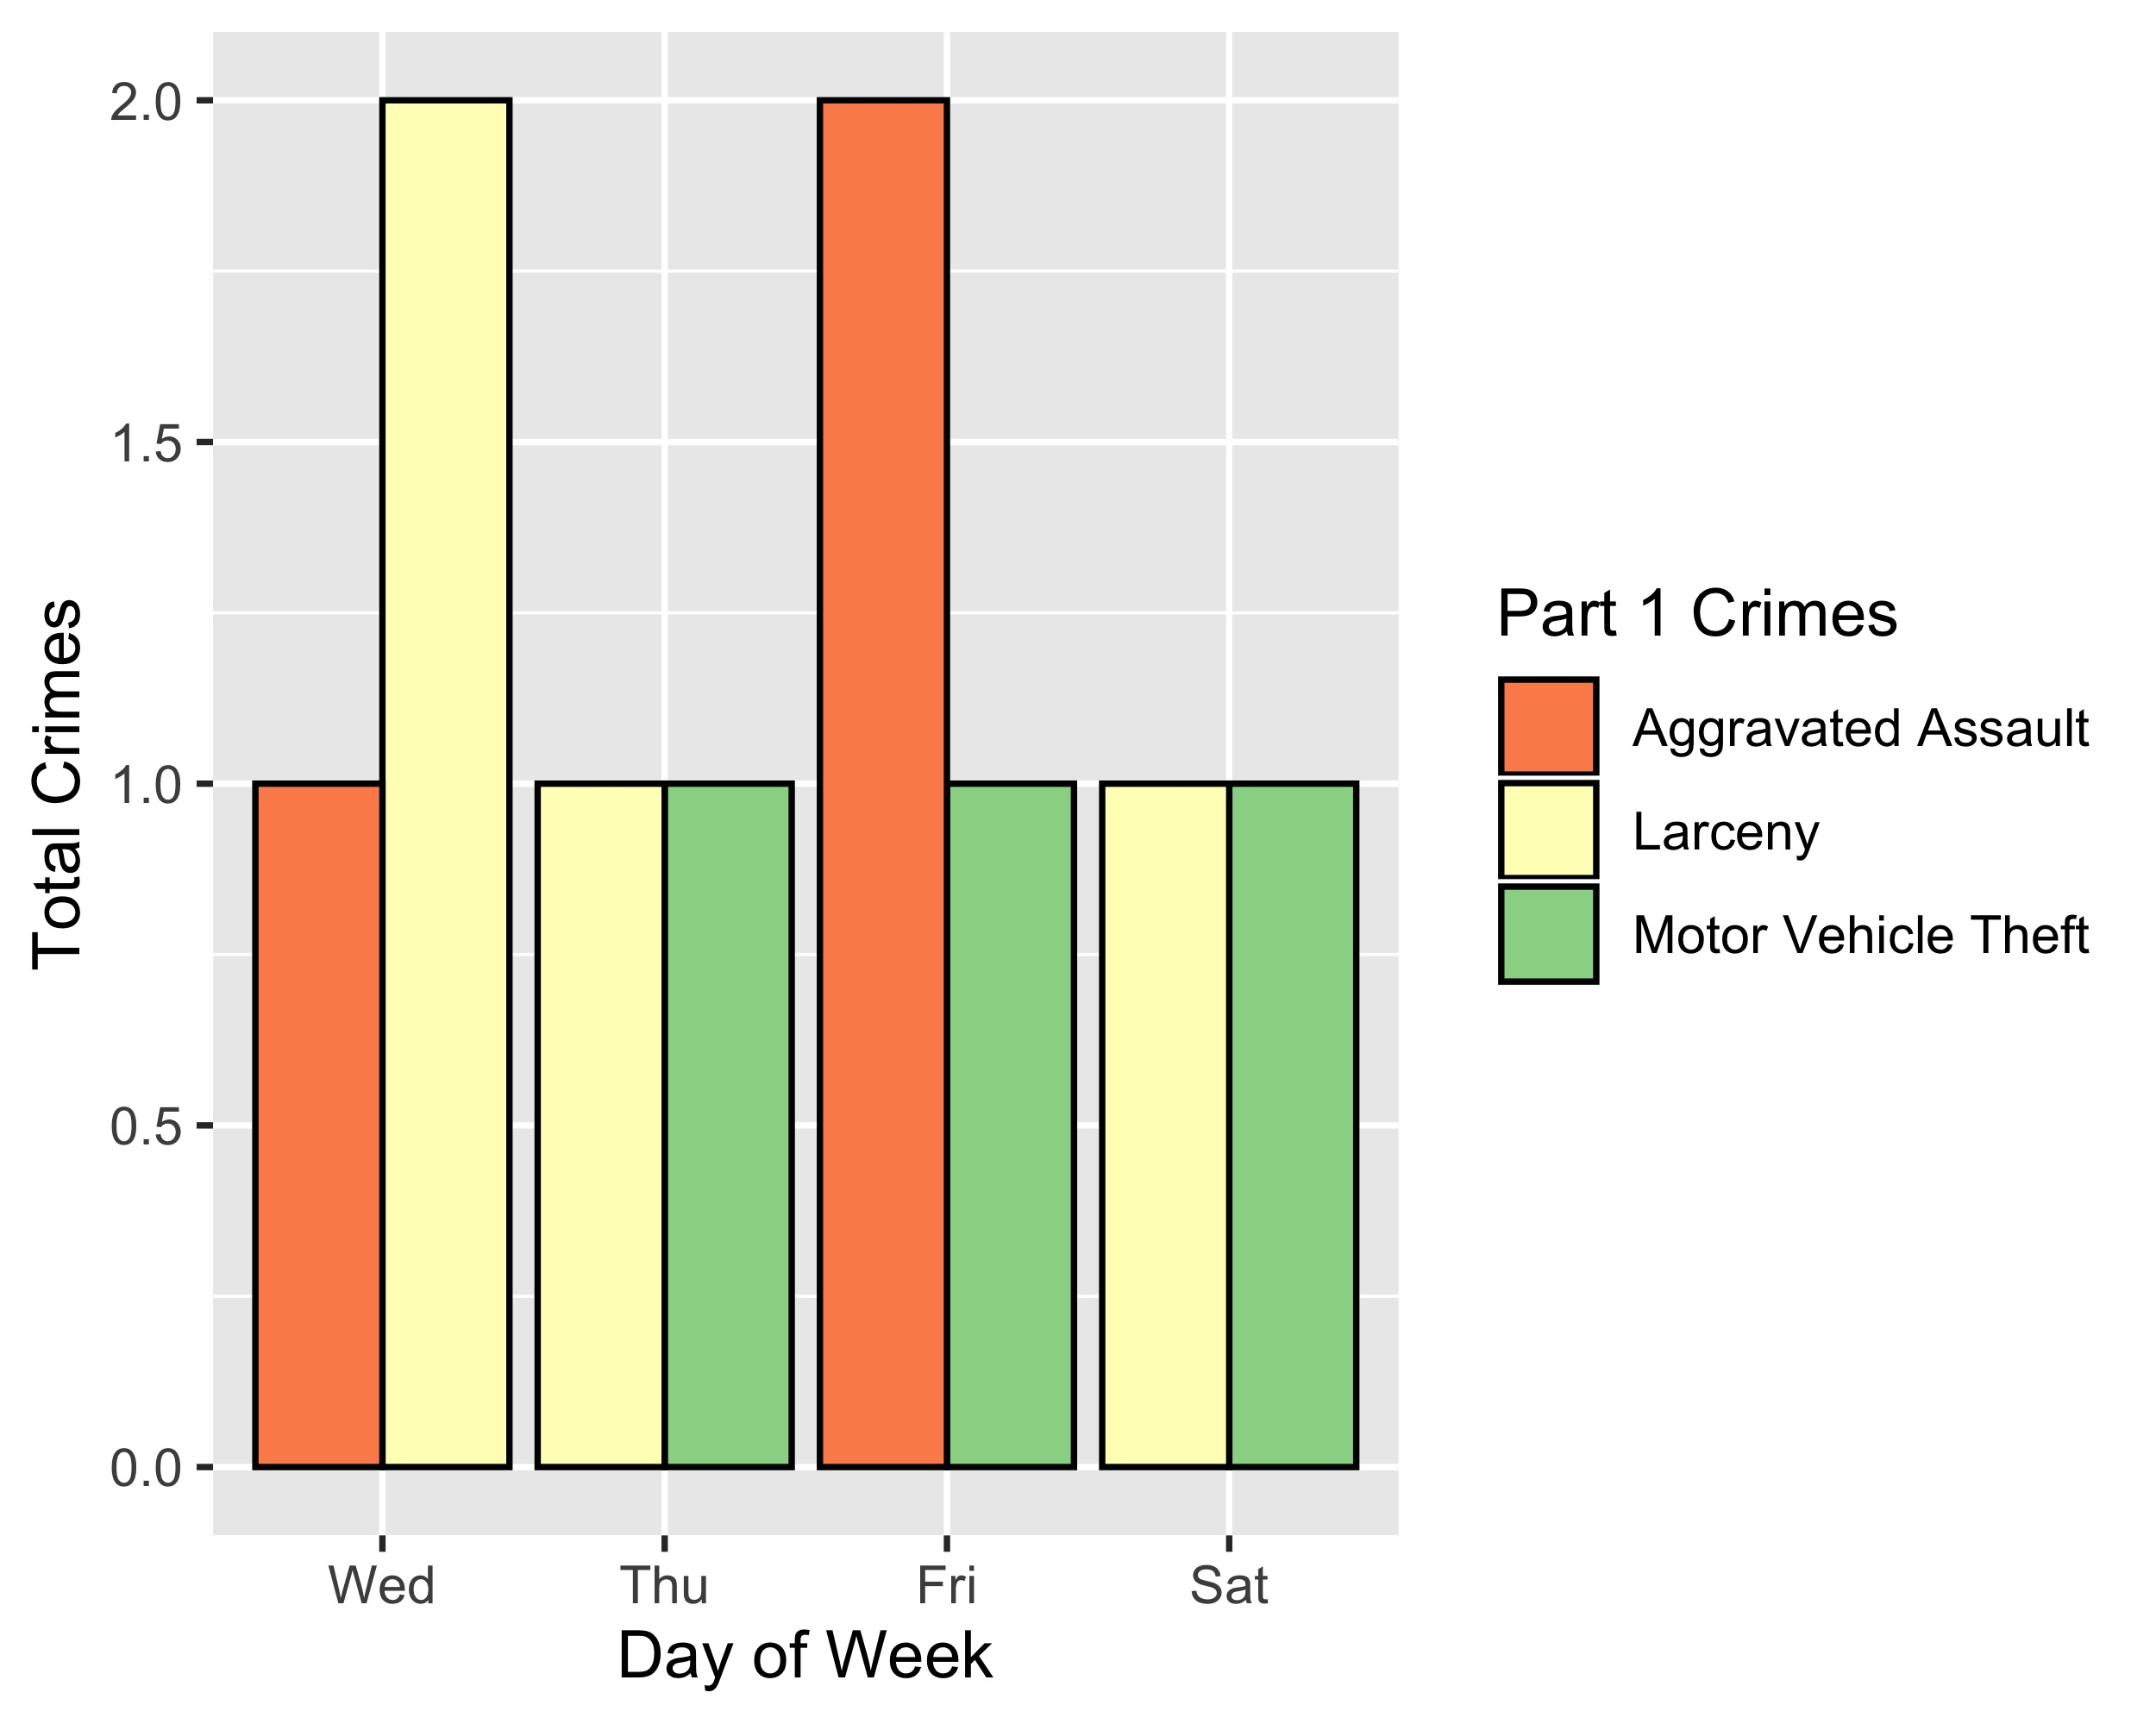 2.0
1.5
1.0
0.5
0.0
Total Crimes
Wed Thu Fri Sat
Day of Week
Part 1 Crimes
Aggravated Assault
Larceny
Motor Vehicle Theft